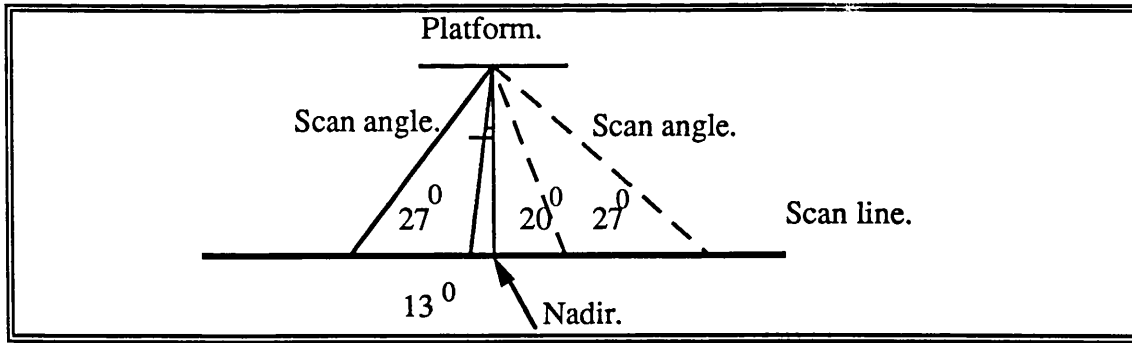 Platform.
Scan angle.
Scan angle.
27⁰
20⁰
27⁰
Scan line.
13⁰
Nadir.